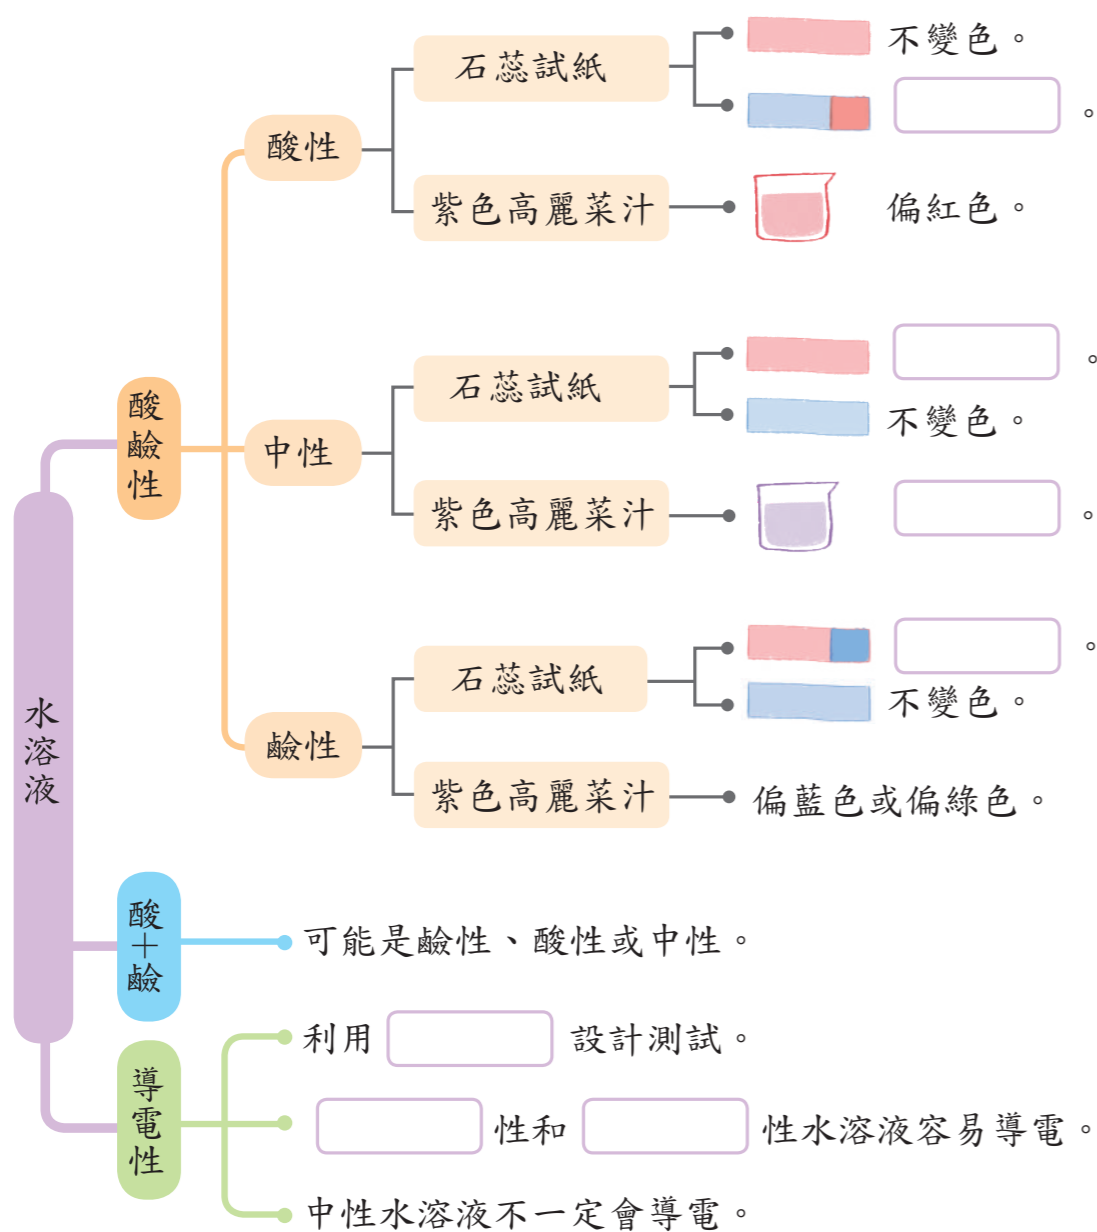 水溶液
酸鹼性
酸性
石蕊試紙
不變色。
。
紫色高麗菜汁
偏紅色。
中性
石蕊試紙
。
不變色。
紫色高麗菜汁
。
鹼性
石蕊試紙
。
不變色。
紫色高麗菜汁
偏藍色或偏綠色。
酸＋鹼
可能是鹼性、酸性或中性。
導電性
利用 設計測試。
性和 性水溶液容易導電。
中性水溶液不一定會導電。